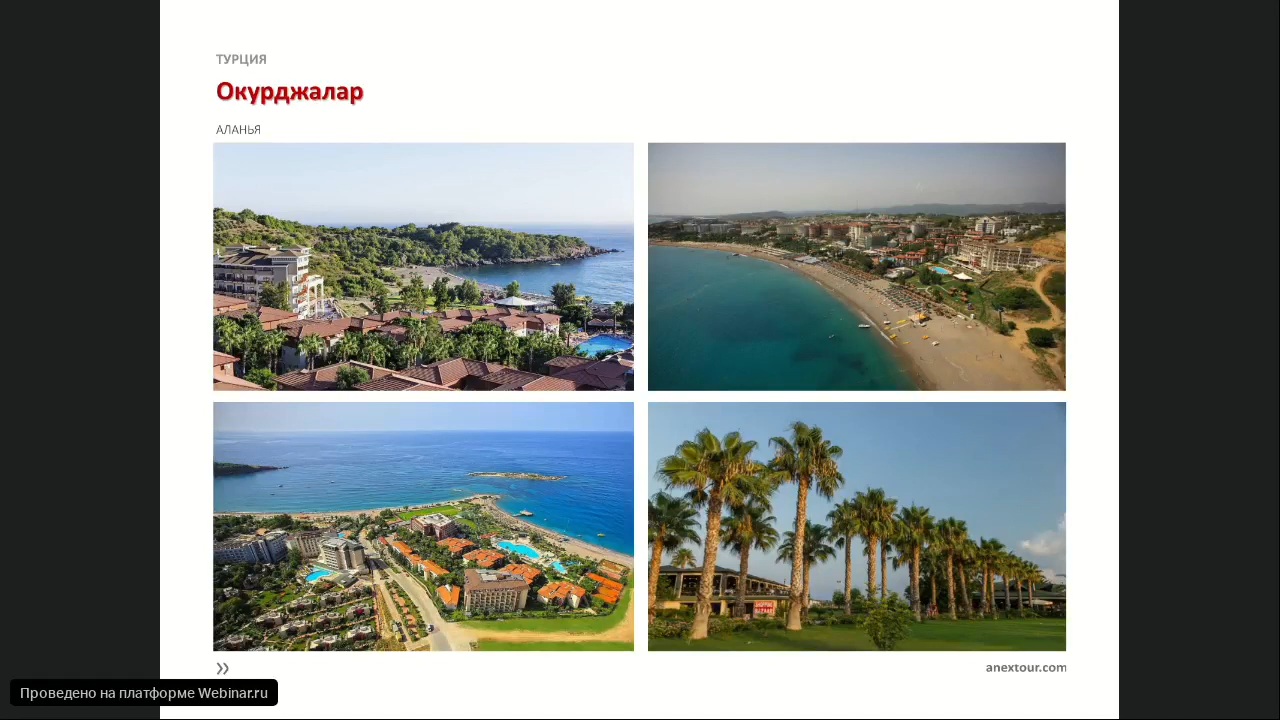 ТУРЦИЯ
Окурджалар
АЛАНЬЯ
anextour.com
Проведено на платформе Webinar.ru